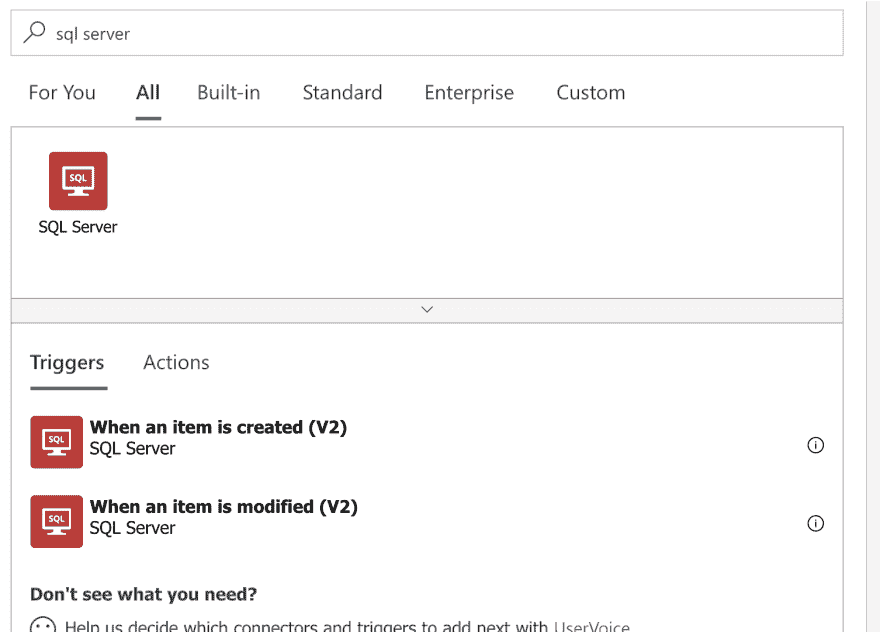 sql server
For You All Built-in Standard Enterprise Custom
SQL
SQL Server
Triggers Actions
SQL
When an item is created (V2)
SQL Server
SQL
When an item is modified (V2)
SQL Server
Don't see what you need?
Help us decide which connectors and triggers to add next with UserVoice